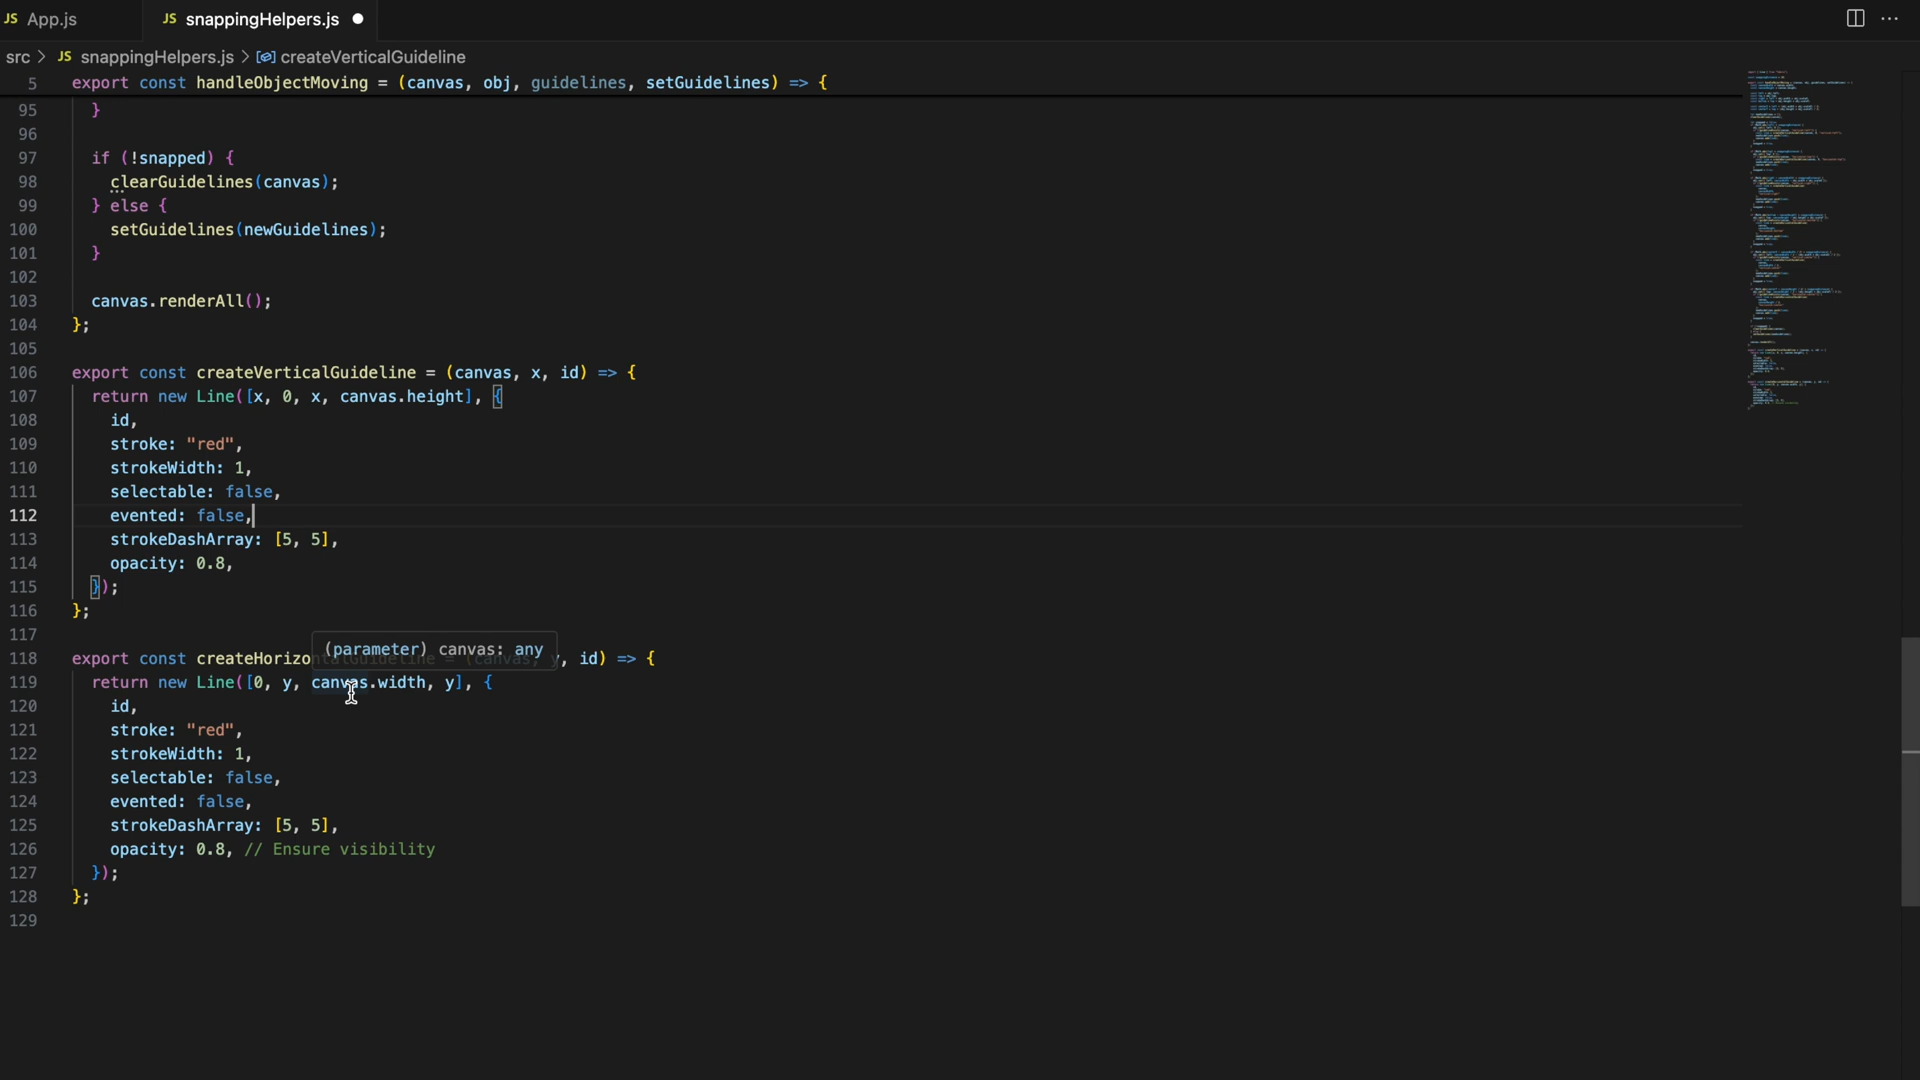 JS App.js JS snappingHelpers.js
src > JS snappingHelpers.js > createVerticalGuideline
5 export const handleObjectMoving = (canvas, obj, guidelines, setGuidelines) => {
95 }
96
97 if (!snapped) {
98 clearGuidelines(canvas);
99 } else {
100 setGuidelines(newGuidelines);
101 }
102
103 canvas.renderAll();
104 };
105
106 export const createVerticalGuideline = (canvas, x, id) => {
107 return new Line([x, 0, x, canvas.height], {
108 id,
109 stroke: "red",
110 strokeWidth: 1,
111 selectable: false,
112 evented: false,
113 strokeDashArray: [5, 5],
114 opacity: 0.8,
115 });
116 };
117
(parameter) canvas: any
118 export const createHorizontalGuideline = (canvas, y, id) => {
119 return new Line([0, y, canvas.width, y], {
120 id,
121 stroke: "red",
122 strokeWidth: 1,
123 selectable: false,
124 evented: false,
125 strokeDashArray: [5, 5],
126 opacity: 0.8, // Ensure visibility
127 });
128 };
129